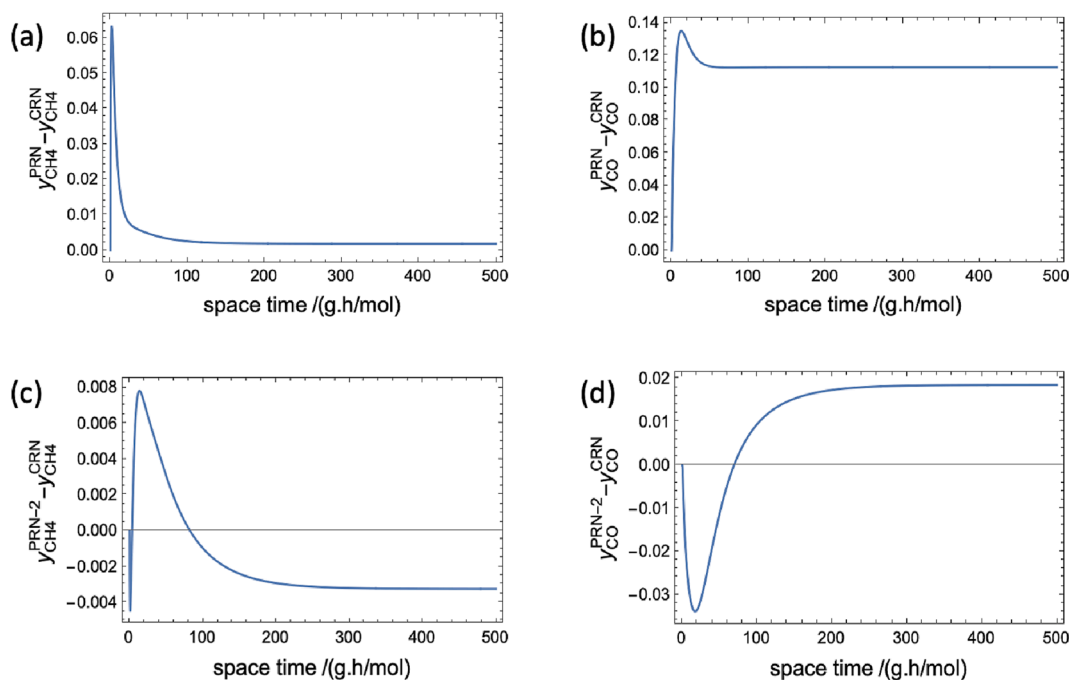 (a)
y_CH4^PRN − y_CH4^CRN
0.06
0.05
0.04
0.03
0.02
0.01
0.00
0 100 200 300 400 500
space time /(g.h/mol)
(b)
y_CO^PRN − y_CO^CRN
0.14
0.12
0.10
0.08
0.06
0.04
0.02
0.00
0 100 200 300 400 500
space time /(g.h/mol)
(c)
y_CH4^PRN−2 − y_CH4^CRN
0.008
0.006
0.004
0.002
0.000
−0.002
−0.004
0 100 200 300 400 500
space time /(g.h/mol)
(d)
y_CO^PRN−2 − y_CO^CRN
0.02
0.01
0.00
−0.01
−0.02
−0.03
0 100 200 300 400 500
space time /(g.h/mol)